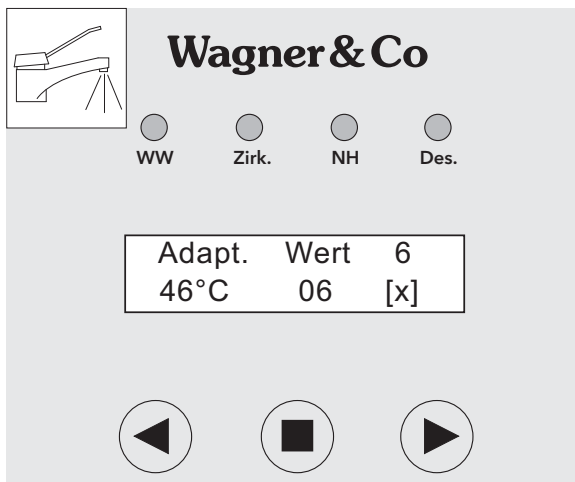 Wagner & Co
WW Zirk. NH Des.
Adapt. Wert 6
46°C 06 [x]